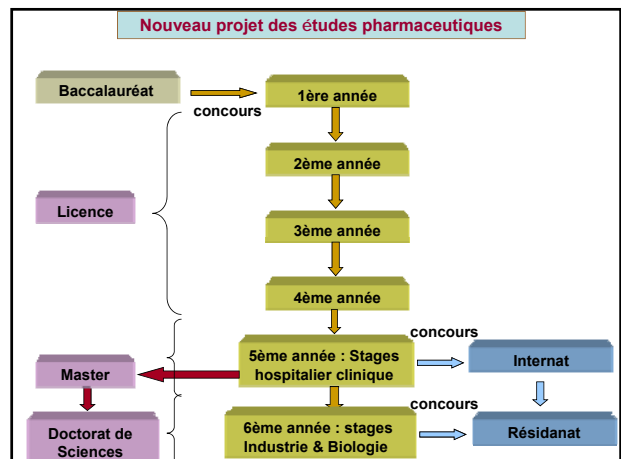 Nouveau projet des études pharmaceutiques
Baccalauréat
concours
1ère année
2ème année
Licence
3ème année
4ème année
concours
5ème année : Stages
hospitalier clinique
Internat
Master
concours
6ème année : stages
Industrie & Biologie
Résidanat
Doctorat de
Sciences